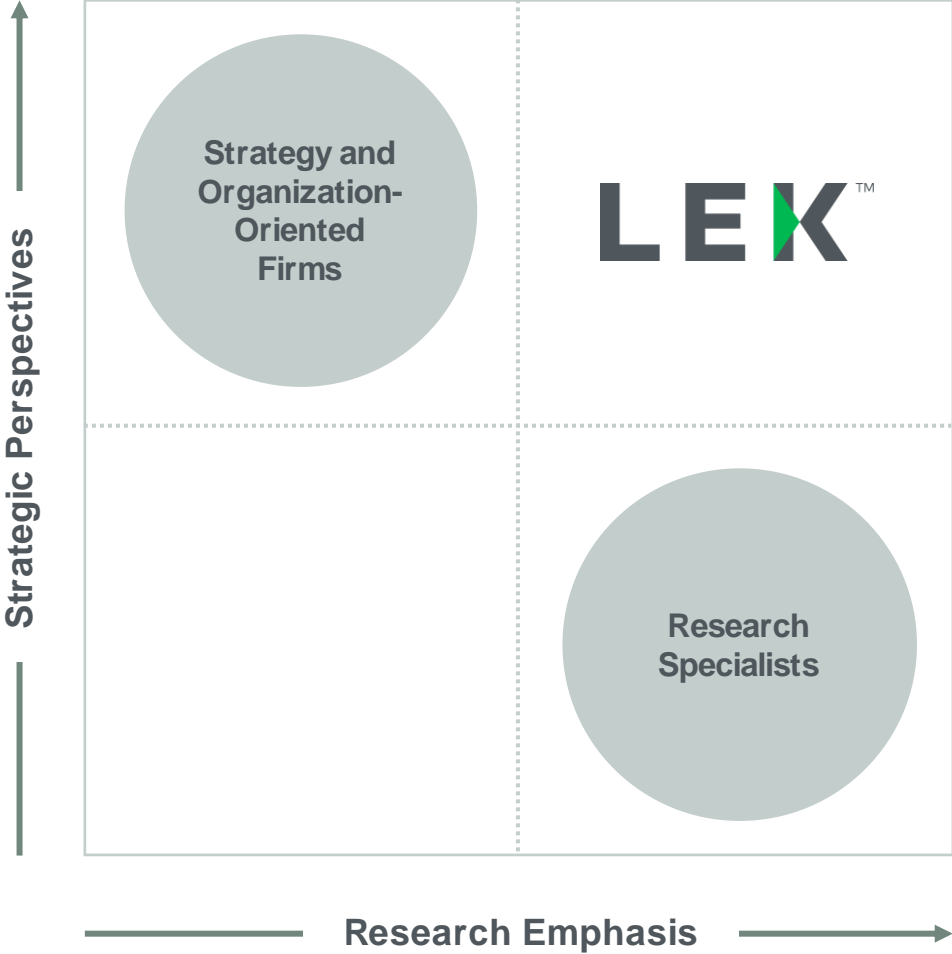 Strategy and
Organization-
Oriented
Firms
LEK™
Strategic Perspectives
Research
Specialists
Research Emphasis